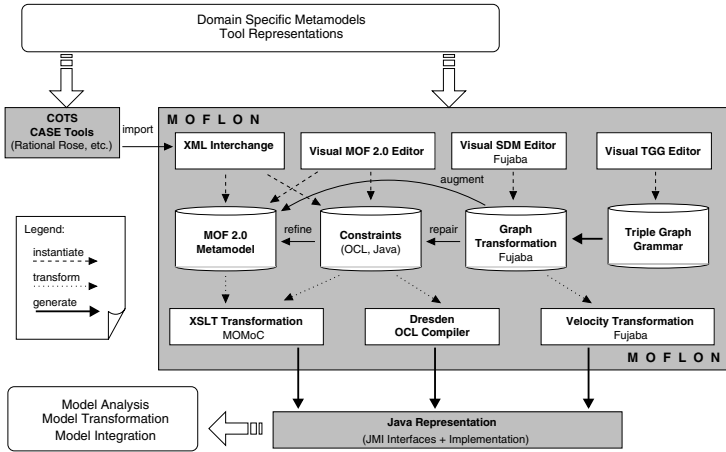 Domain Specific Metamodels
Tool Representations
COTS
CASE Tools
(Rational Rose, etc.)
import
M O F L O N
XML Interchange
Visual MOF 2.0 Editor
Visual SDM Editor
Fujaba
Visual TGG Editor
augment
MOF 2.0
Metamodel
refine
Constraints
(OCL, Java)
repair
Graph
Transformation
Fujaba
Triple Graph
Grammar
Legend:
instantiate
transform
generate
XSLT Transformation
MOMoC
Dresden
OCL Compiler
Velocity Transformation
Fujaba
M O F L O N
Model Analysis
Model Transformation
Model Integration
Java Representation
(JMI Interfaces + Implementation)